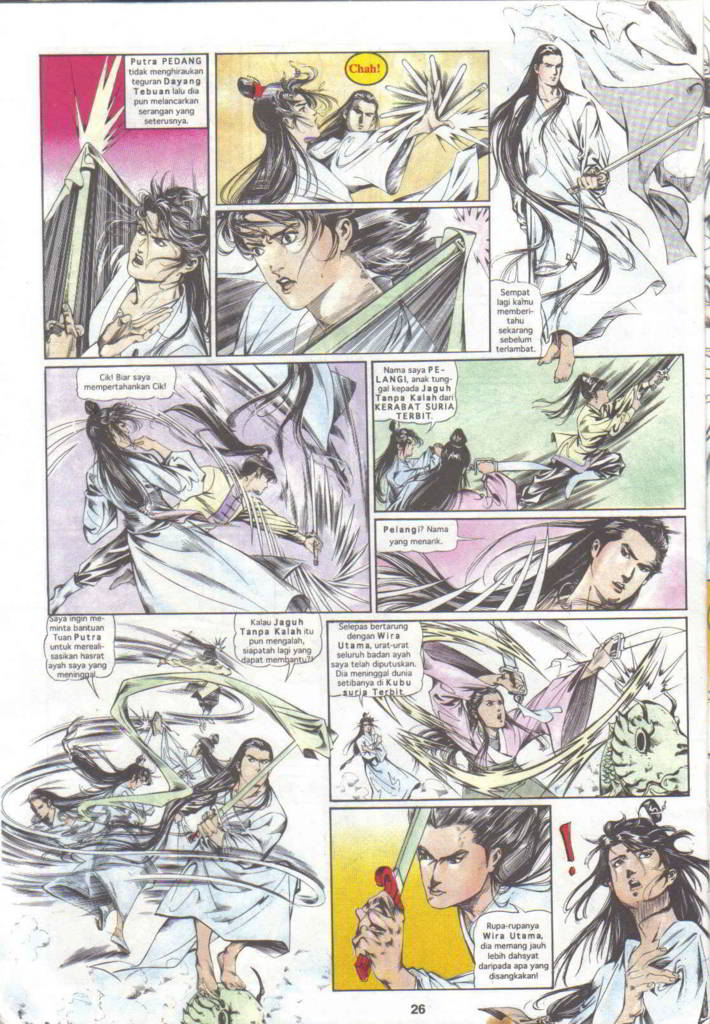 Putra PEDANG
tidak menghiraukan
teguran Dayang
Tebuan lalu dia
pun melancarkan
serangan yang
seterusnya.
Chah!
Sempat
lagi kamu
memberi-
tahu
sekarang
sebelum
terlambat.
Cik! Biar saya
mempertahankan Cik!
Nama saya PE-
LANGI, anak tung-
gal kepada Jaguh
Tanpa Kalah dari
KERABAT SURIA
TERBIT.
Pelangi? Nama
yang menarik.
Saya ingin me-
minta bantuan
Tuan Putra
untuk mereali-
sasikan hasrat
ayah saya yang
meninggal.
Kalau Jaguh
Tanpa Kalah itu
pun mengalah,
siapatah lagi yang
dapat membantu?!
Selepas bertarung
dengan Wira
Utama, urat-urat
seluruh badan ayah
saya telah diputuskan.
Dia meninggal dunia
setibanya di Kubu
suria Terbit.
!
Rupa-rupanya
Wira Utama,
dia memang jauh
lebih dahsyat
daripada apa yang
disangkakan!
26